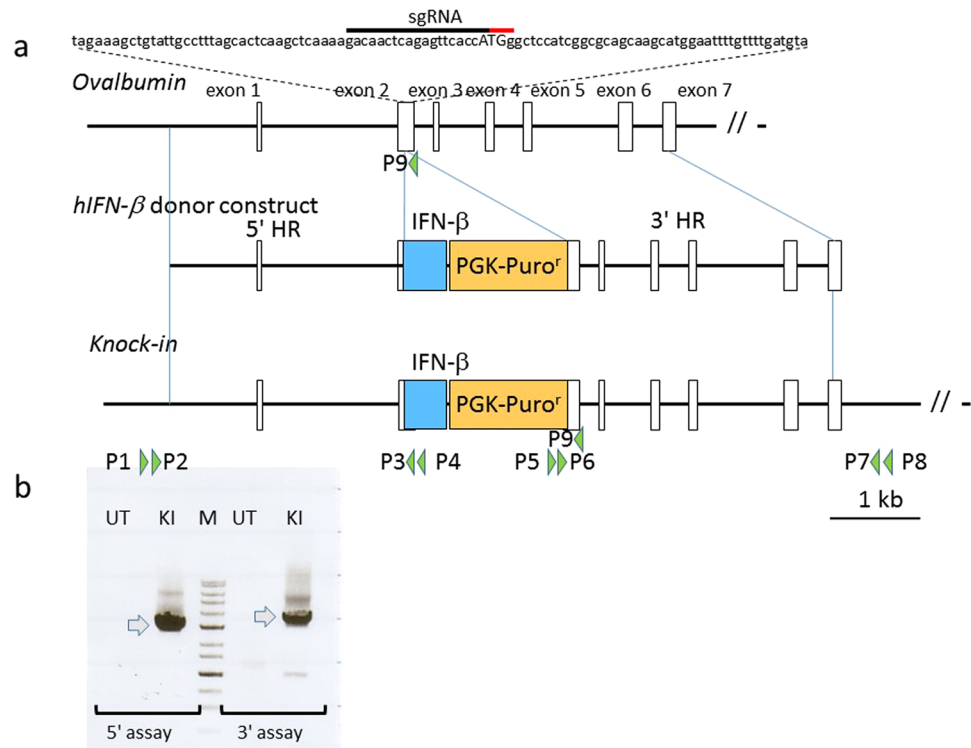 sgRNA
a
tagaaagctgtattgcctttagcactcaagctcaaaagacaactcagagttcaccATGggctccatcggcgcagcaagcatggaattttgttttgatgta
Ovalbumin
exon 1 exon 2 exon 3 exon 4 exon 5 exon 6 exon 7
//
P9
hIFN-β donor construct
5' HR IFN-β 3' HR
PGK-Puroʳ
Knock-in
IFN-β
PGK-Puroʳ
//
P9
P1 P2 P3 P4 P5 P6 P7 P8
1 kb
b
UT KI M UT KI
5' assay 3' assay